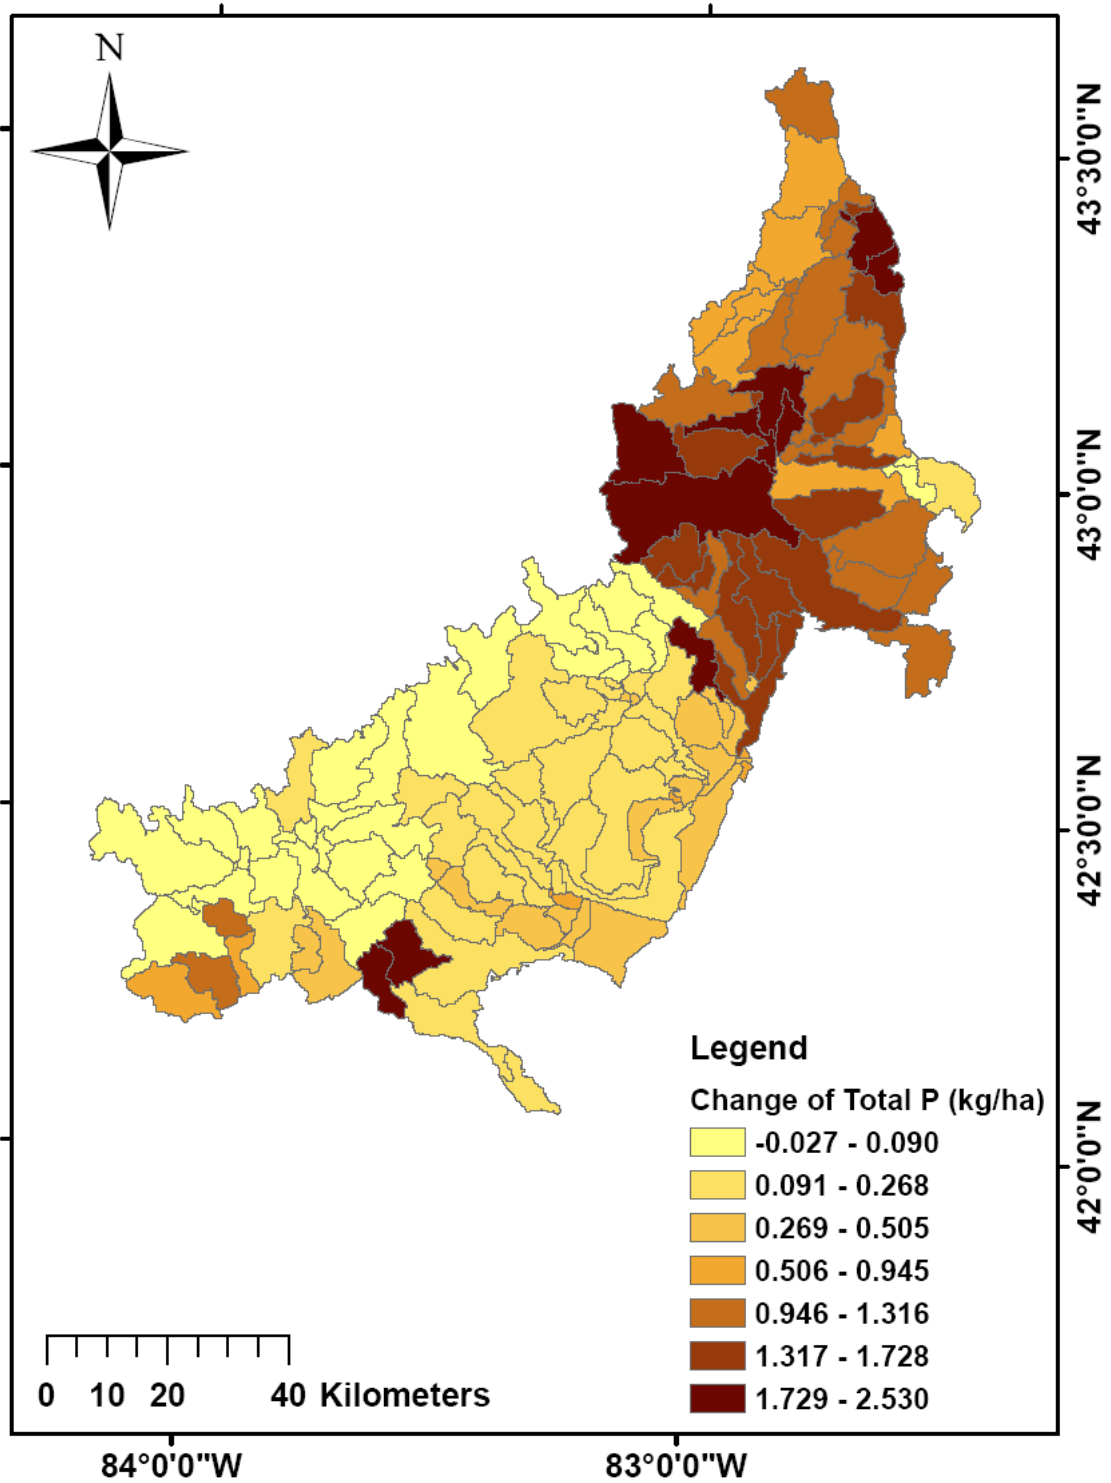 N
43°30'0"N
43°0'0"N
42°30'0"N
42°0'0"N
Legend
Change of Total P (kg/ha)
-0.027 - 0.090
0.091 - 0.268
0.269 - 0.505
0.506 - 0.945
0.946 - 1.316
1.317 - 1.728
1.729 - 2.530
0 10 20 40 Kilometers
84°0'0"W 83°0'0"W